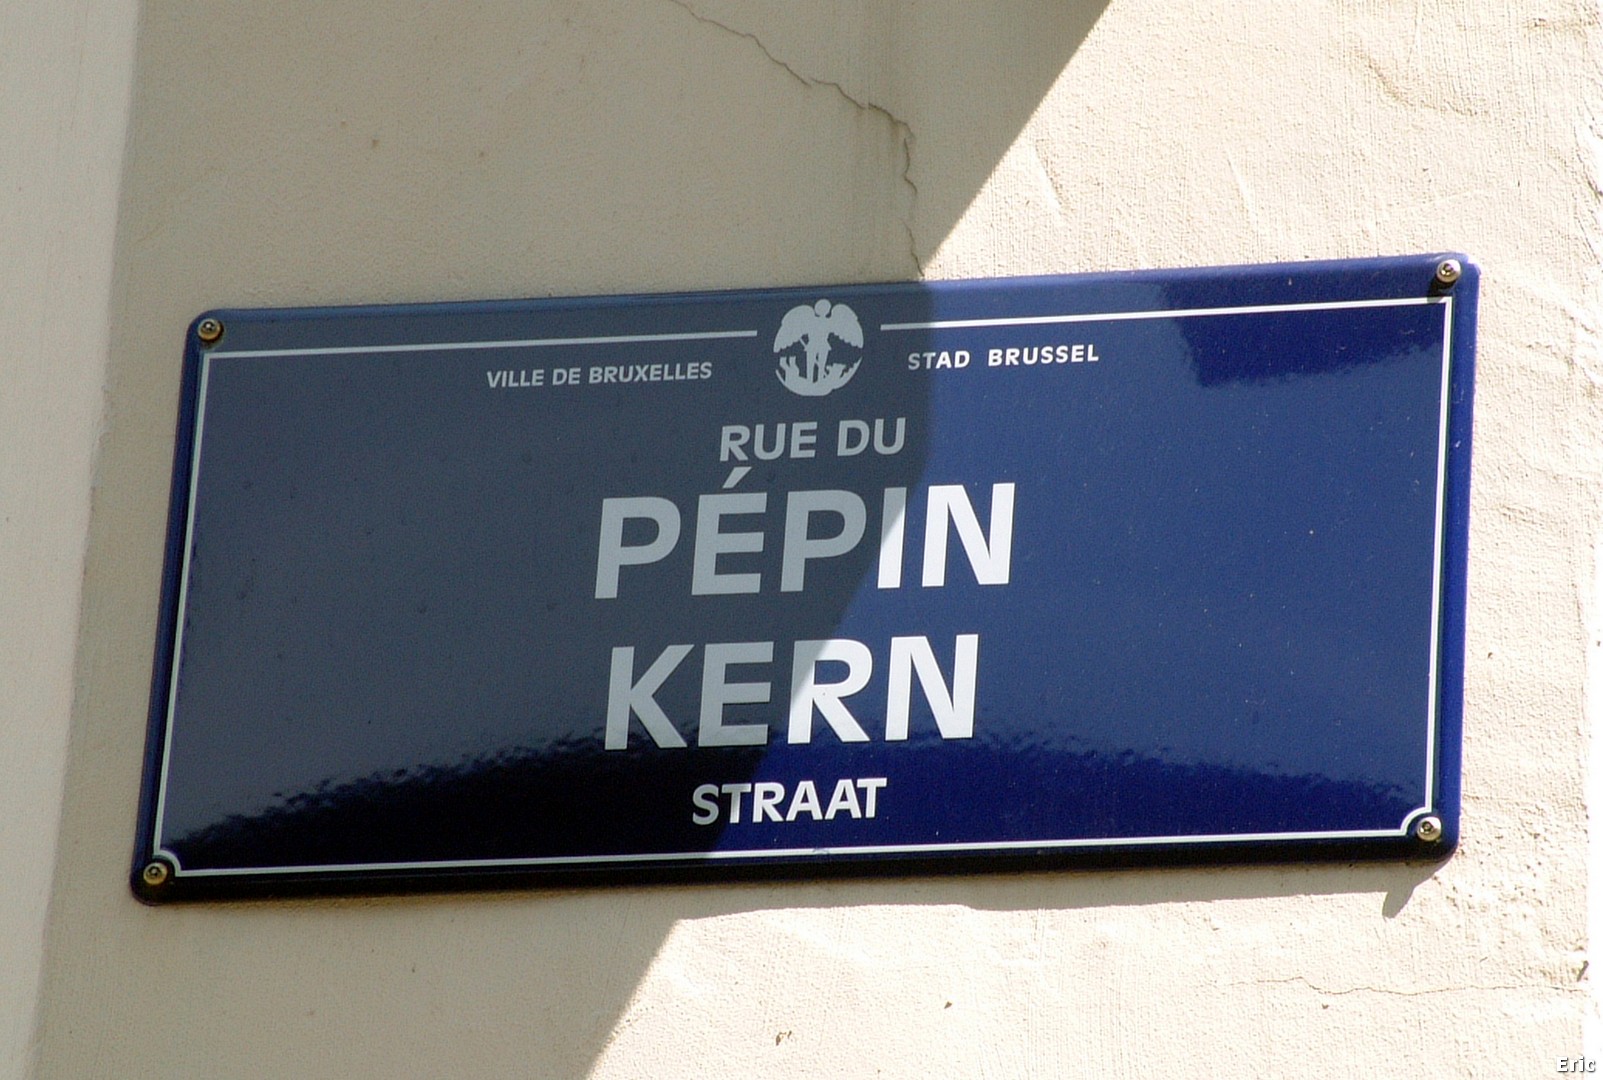 VILLE DE BRUXELLES STAD BRUSSEL
RUE DU
PÉPIN
KERN
STRAAT
Eric